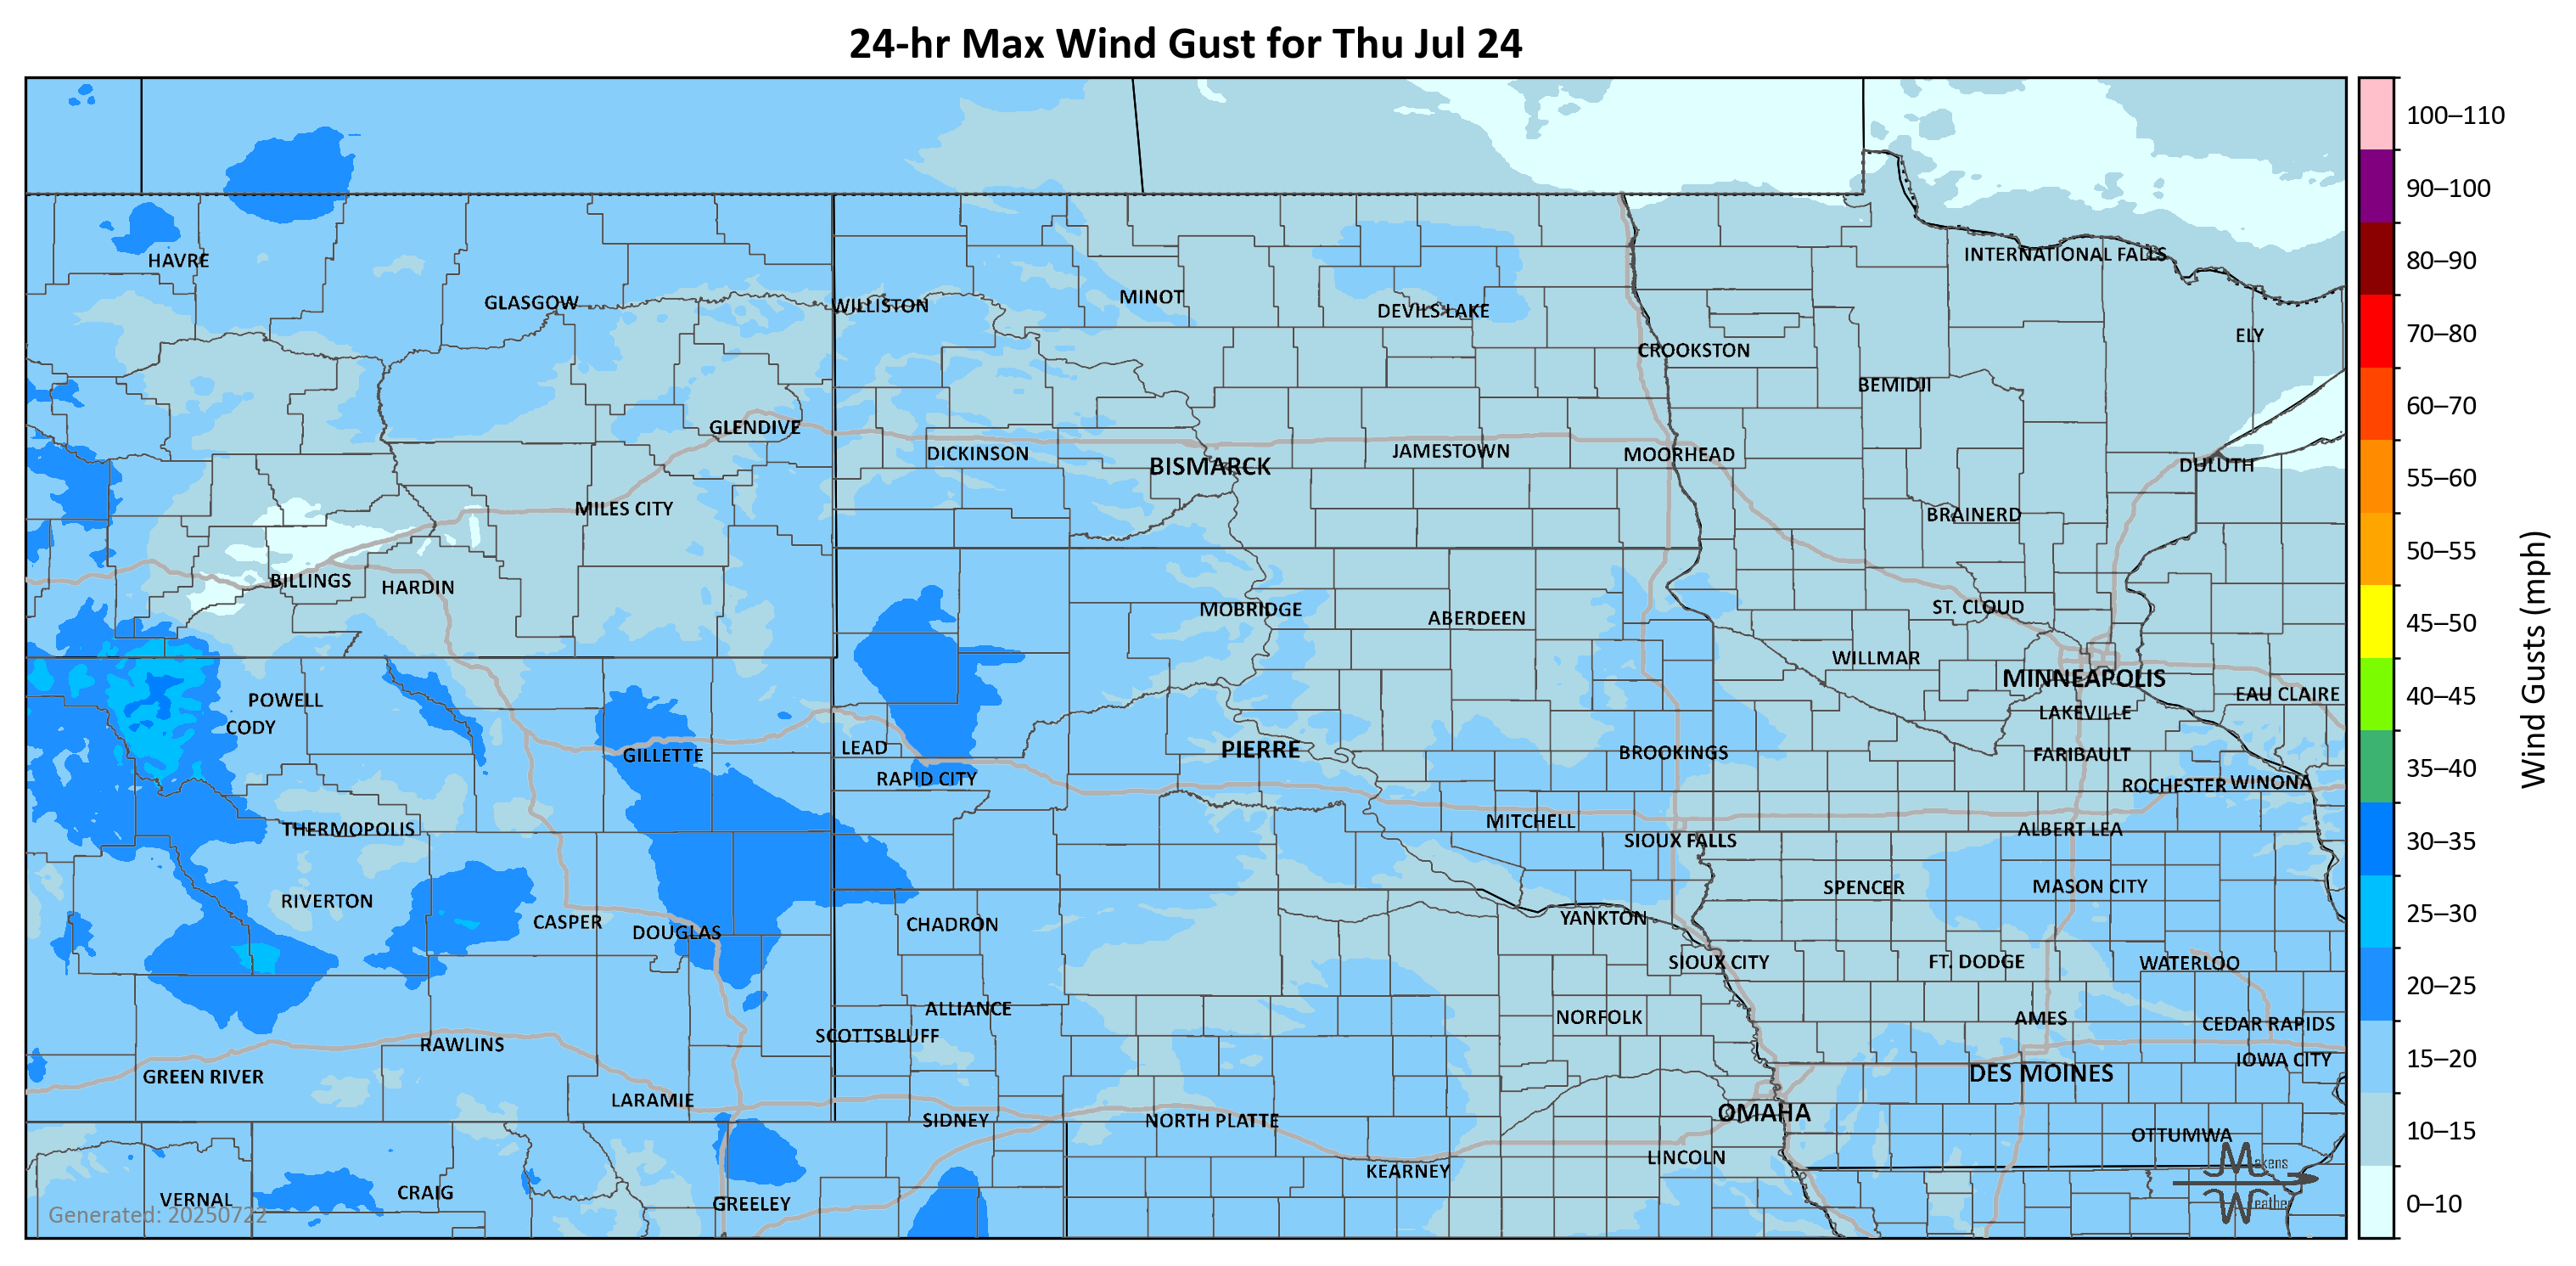 24-hr Max Wind Gust for Thu Jul 24
100–110
90–100
80–90
70–80
60–70
55–60
50–55
45–50
40–45
35–40
30–35
25–30
20–25
15–20
10–15
0–10
Wind Gusts (mph)
HAVRE
INTERNATIONAL FALLS
GLASGOW
WILLISTON
MINOT
DEVILS LAKE
ELY
CROOKSTON
BEMIDJI
GLENDIVE
DICKINSON
BISMARCK
JAMESTOWN
MOORHEAD
DULUTH
MILES CITY
BRAINERD
BILLINGS
HARDIN
MOBRIDGE
ABERDEEN
ST. CLOUD
WILLMAR
MINNEAPOLIS
EAU CLAIRE
POWELL
CODY
LAKEVILLE
GILLETTE
LEAD
PIERRE
BROOKINGS
FARIBAULT
RAPID CITY
ROCHESTER
WINONA
THERMOPOLIS
MITCHELL
SIOUX FALLS
ALBERT LEA
SPENCER
MASON CITY
RIVERTON
CASPER
DOUGLAS
CHADRON
YANKTON
SIOUX CITY
FT. DODGE
WATERLOO
ALLIANCE
NORFOLK
AMES
CEDAR RAPIDS
SCOTTSBLUFF
RAWLINS
IOWA CITY
GREEN RIVER
DES MOINES
LARAMIE
SIDNEY
NORTH PLATTE
OMAHA
OTTUMWA
LINCOLN
KEARNEY
VERNAL
CRAIG
GREELEY
Makens
Weather
Generated: 20250722